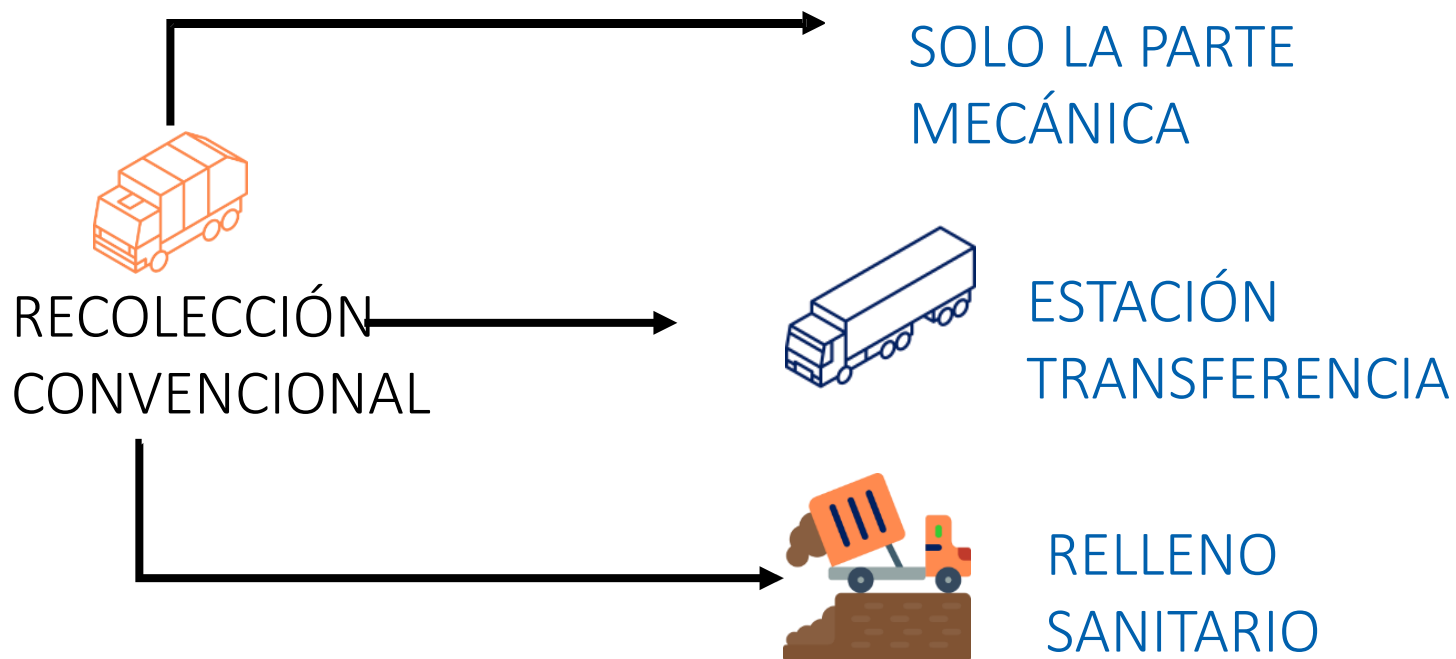 SOLO LA PARTE
MECÁNICA
RECOLECCIÓN
CONVENCIONAL
ESTACIÓN
TRANSFERENCIA
RELLENO
SANITARIO